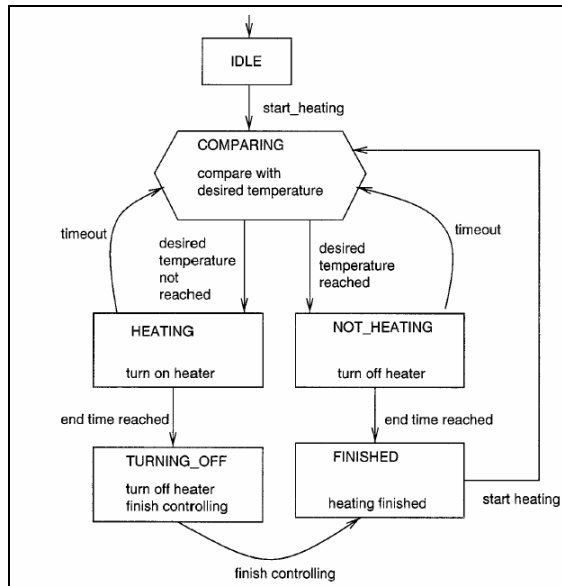 IDLE
start_heating
COMPARING
compare with
desired temperature
timeout
timeout
desired
temperature
not
reached
desired
temperature
reached
HEATING
turn on heater
NOT_HEATING
turn off heater
end time reached
end time reached
TURNING_OFF
turn off heater
finish controlling
FINISHED
heating finished
start heating
finish controlling